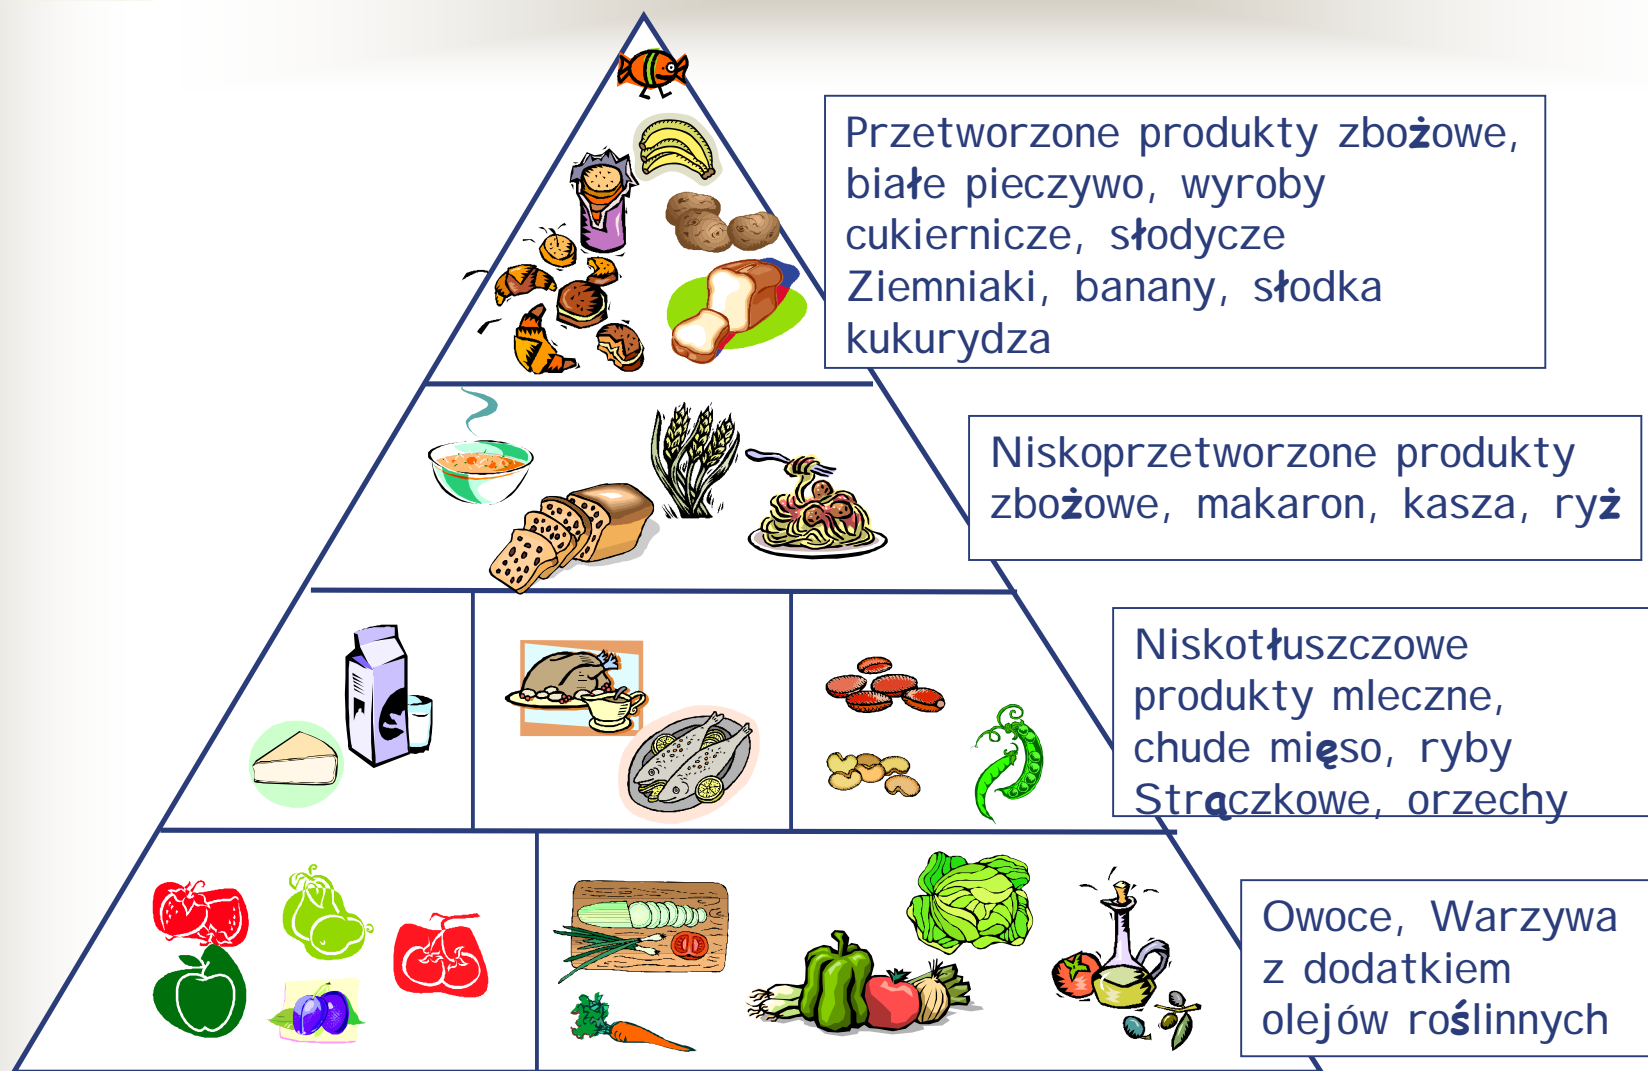 Przetworzone produkty zbożowe,
białe pieczywo, wyroby
cukiernicze, słodycze
Ziemniaki, banany, słodka
kukurydza
Niskoprzetworzone produkty
zbożowe, makaron, kasza, ryż
Niskotłuszczowe
produkty mleczne,
chude mięso, ryby
Strączkowe, orzechy
Owoce, Warzywa
z dodatkiem
olejów roślinnych